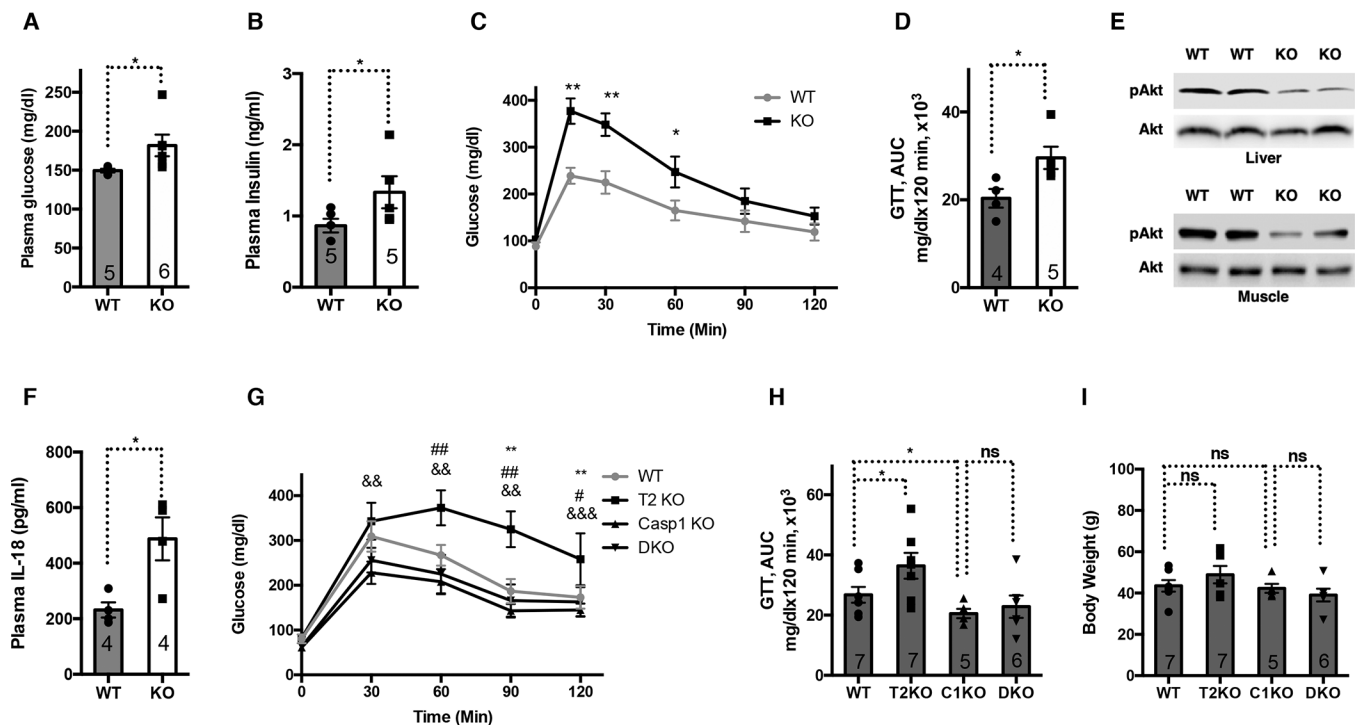 A
Plasma glucose (mg/dl)
250
200
150
100
50
0
*
5
6
WT
KO
B
Plasma Insulin (ng/ml)
3
2
1
0
*
5
5
WT
KO
C
Glucose (mg/dl)
400
300
200
100
0
**
**
*
WT
KO
0
30
60
90
120
Time (Min)
D
GTT, AUC
mg/dlx120 min, x10³
40
20
0
*
4
5
WT
KO
E
WT WT KO KO
pAkt
Akt
Liver
WT WT KO KO
pAkt
Akt
Muscle
F
Plasma IL-18 (pg/ml)
800
600
400
200
0
*
4
4
WT
KO
G
Glucose (mg/dl)
400
300
200
100
0
&&
##
&&
**
##
&&
**
#
&&&
WT
T2 KO
Casp1 KO
DKO
0
30
60
90
120
Time (Min)
H
GTT, AUC
mg/dlx120 min, x10³
60
40
20
0
*
*
ns
7
7
5
6
WT
T2KO
C1KO
DKO
I
Body Weight (g)
100
80
60
40
20
0
ns
ns
ns
7
7
5
6
WT
T2KO
C1KO
DKO